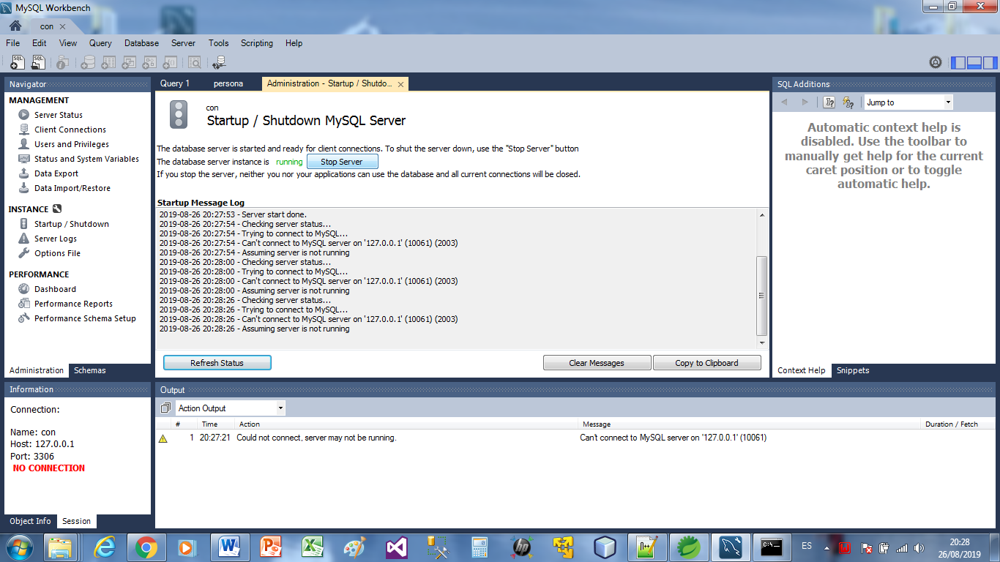 MySQL Workbench
con
File Edit View Query Database Server Tools Scripting Help
SQL SQL
Navigator
MANAGEMENT
Server Status
Client Connections
Users and Privileges
Status and System Variables
Data Export
Data Import/Restore
INSTANCE
Startup / Shutdown
Server Logs
Options File
PERFORMANCE
Dashboard
Performance Reports
Performance Schema Setup
Administration Schemas
Query 1 persona Administration - Startup / Shutdo...
con
Startup / Shutdown MySQL Server
The database server is started and ready for client connections. To shut the server down, use the "Stop Server" button
The database server instance is running Stop Server
If you stop the server, neither you nor your applications can use the database and all current connections will be closed.
Startup Message Log
2019-08-26 20:27:53 - Server start done.
2019-08-26 20:27:54 - Checking server status...
2019-08-26 20:27:54 - Trying to connect to MySQL...
2019-08-26 20:27:54 - Can't connect to MySQL server on '127.0.0.1' (10061) (2003)
2019-08-26 20:27:54 - Assuming server is not running
2019-08-26 20:28:00 - Checking server status...
2019-08-26 20:28:00 - Trying to connect to MySQL...
2019-08-26 20:28:00 - Can't connect to MySQL server on '127.0.0.1' (10061) (2003)
2019-08-26 20:28:00 - Assuming server is not running
2019-08-26 20:28:26 - Checking server status...
2019-08-26 20:28:26 - Trying to connect to MySQL...
2019-08-26 20:28:26 - Can't connect to MySQL server on '127.0.0.1' (10061) (2003)
2019-08-26 20:28:26 - Assuming server is not running
Refresh Status Clear Messages Copy to Clipboard
SQL Additions
Jump to
Automatic context help is
disabled. Use the toolbar to
manually get help for the current
caret position or to toggle
automatic help.
Context Help Snippets
Information
Connection:
Name: con
Host: 127.0.0.1
Port: 3306
NO CONNECTION
Object Info Session
Output
Action Output
# Time Action Message Duration / Fetch
1 20:27:21 Could not connect, server may not be running. Can't connect to MySQL server on '127.0.0.1' (10061)
ES
20:28
26/08/2019